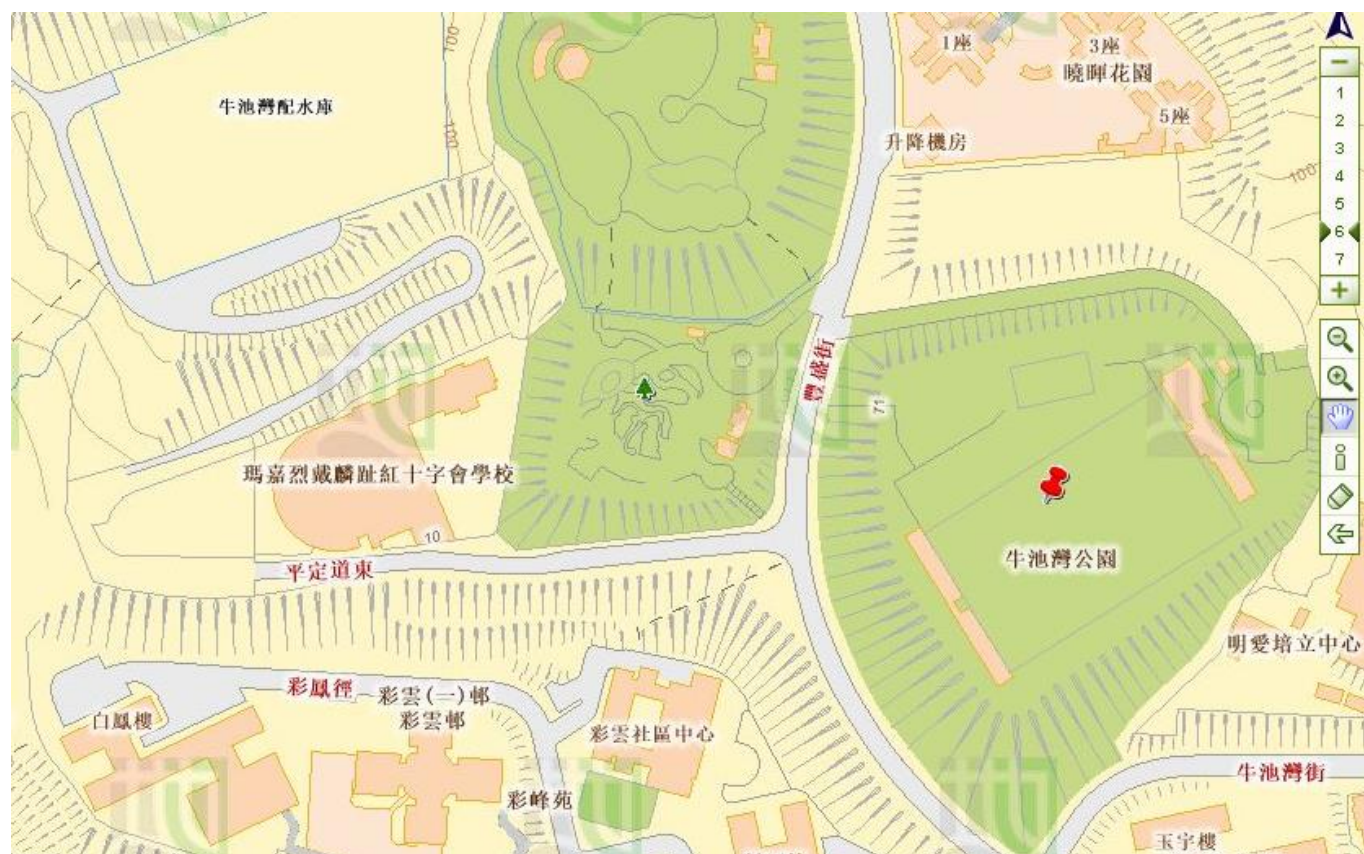 1座
3座
曉暉花園
5座
升降機房
100
牛池灣配水庫
100
100
1
2
3
4
5
6
7
豐盛街
71
瑪嘉烈戴麟趾紅十字會學校
10
平定道東
牛池灣公園
明愛培立中心
彩鳳徑
彩雲(一)邨
彩雲邨
白鳳樓
彩雲社區中心
牛池灣街
彩峰苑
玉宇樓